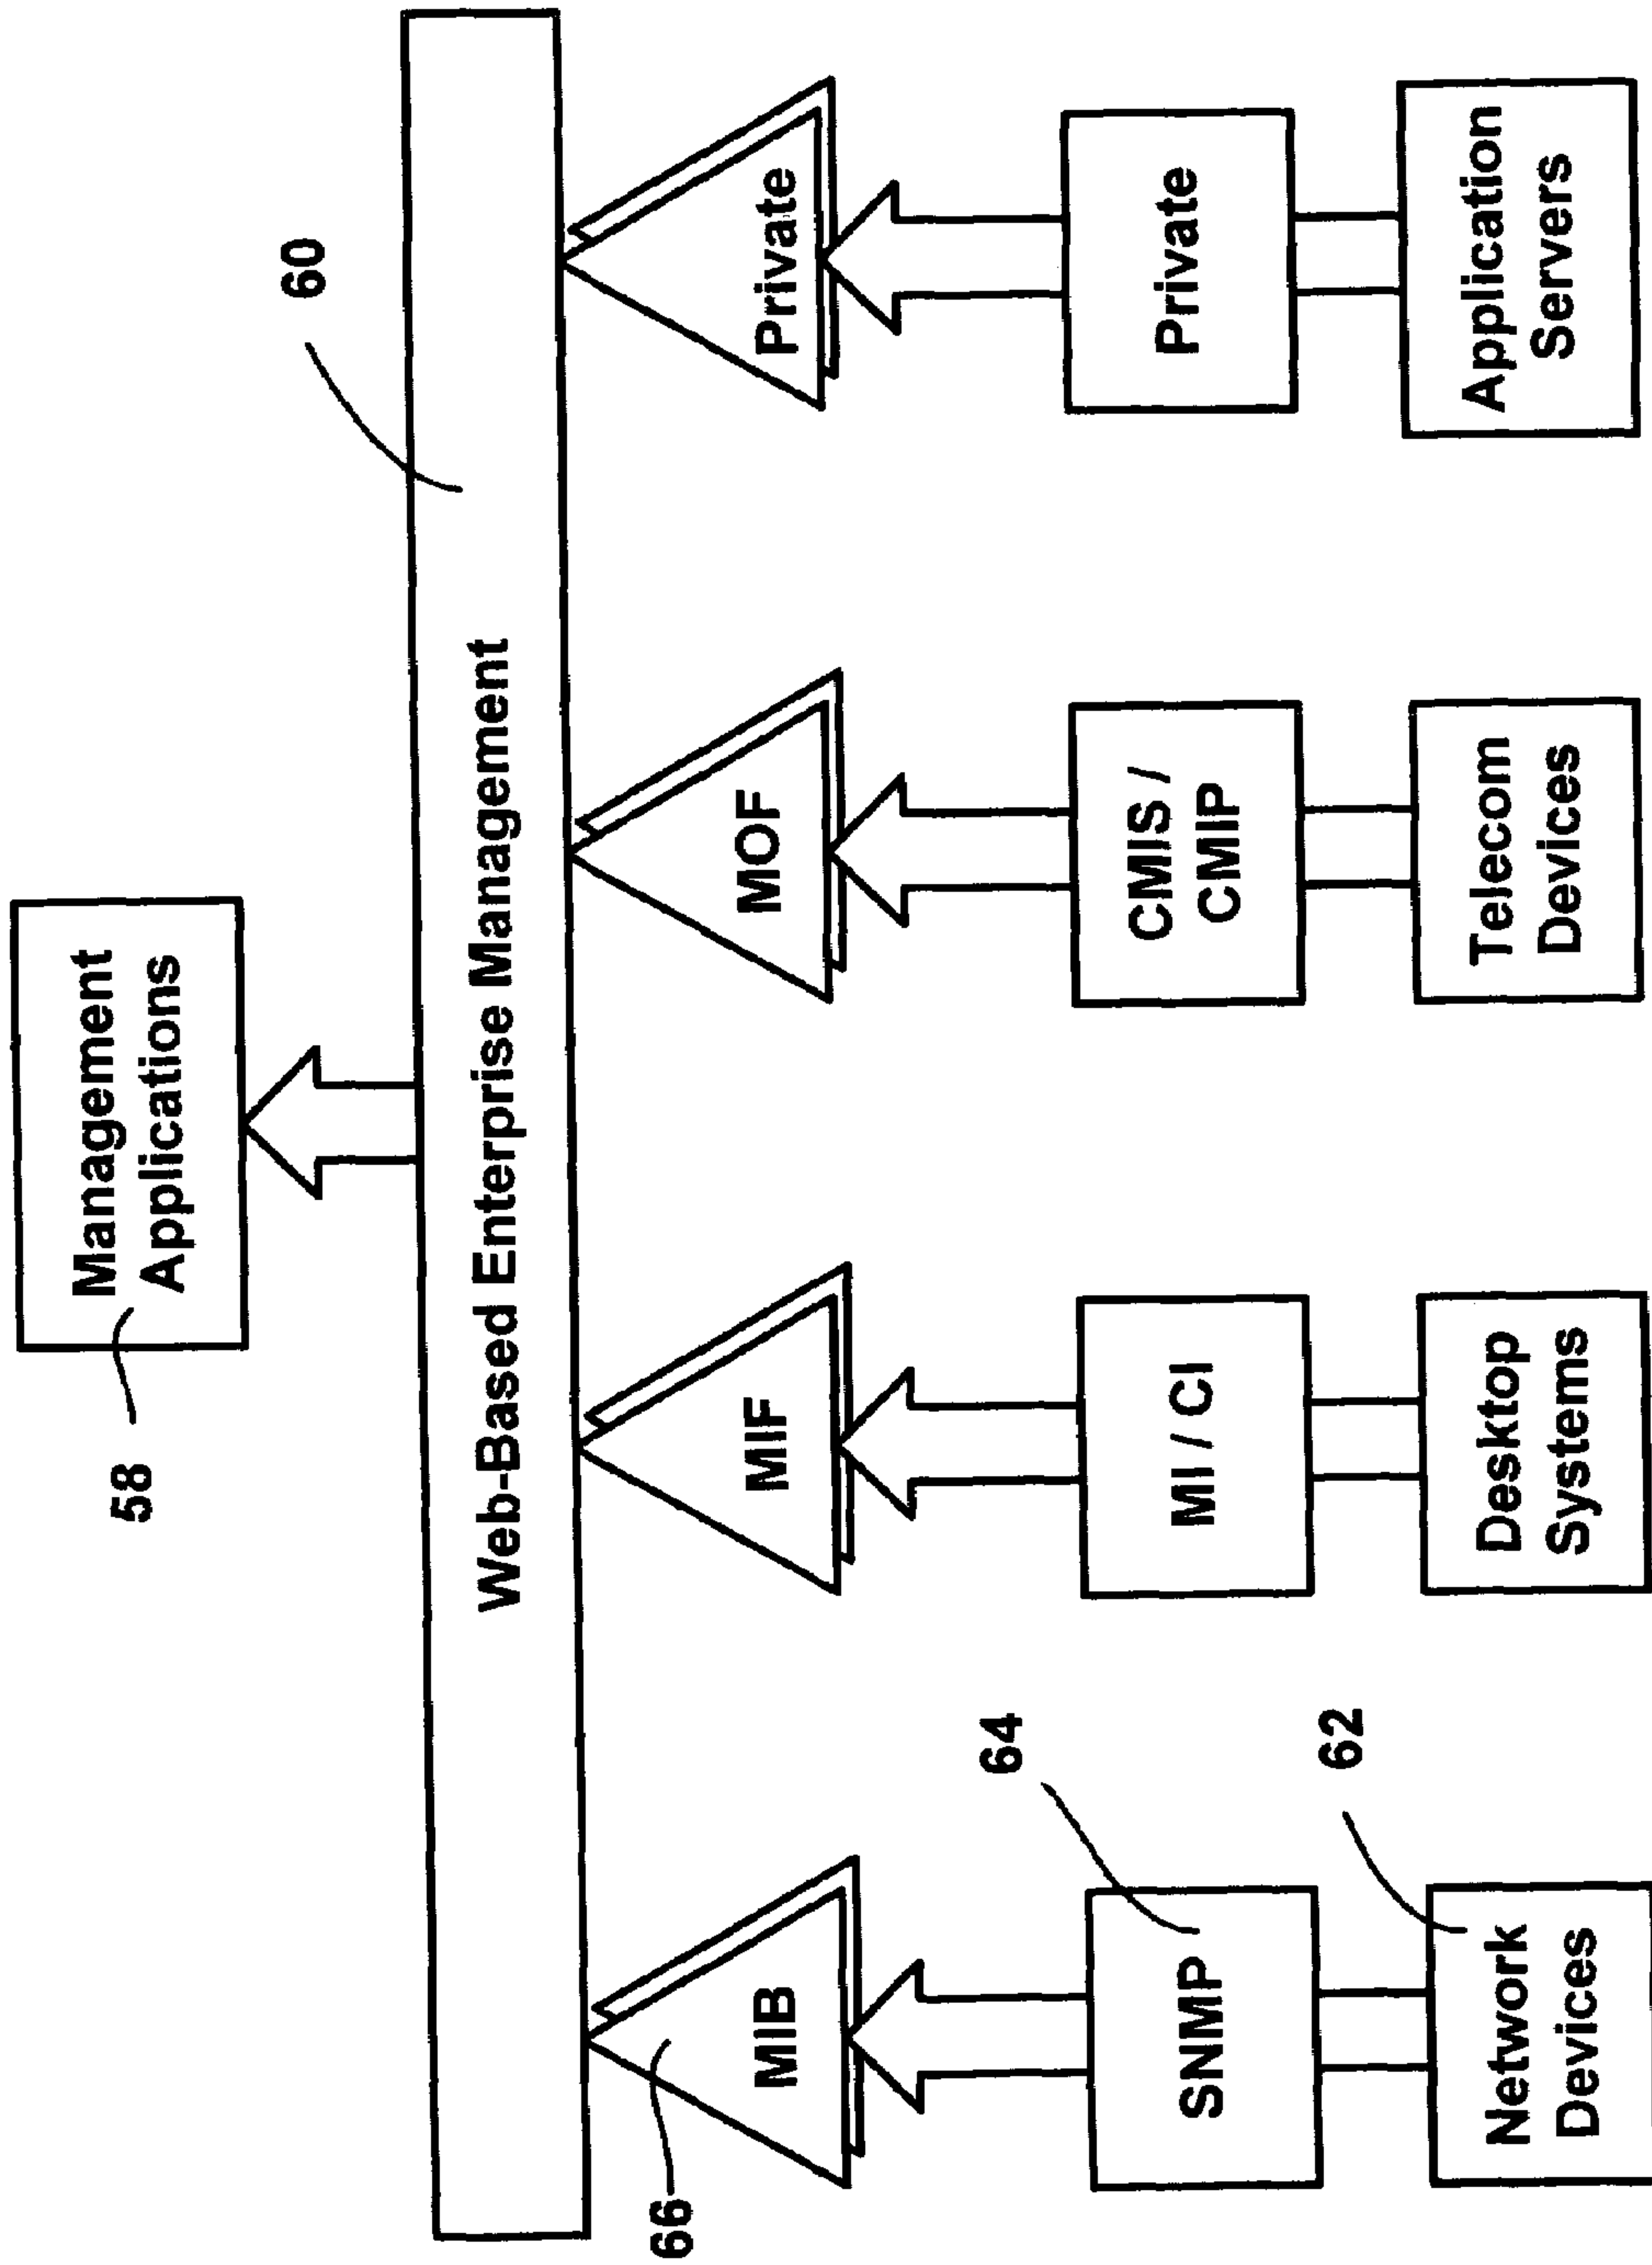 Management
Applications
58
60
Web-Based Enterprise Management
66
MIB
MIF
MOF
Private
64
SNMP
MI / CI
CMIS /
CMIP
Private
62
Network
Devices
Desktop
Systems
Telecom
Devices
Application
Servers